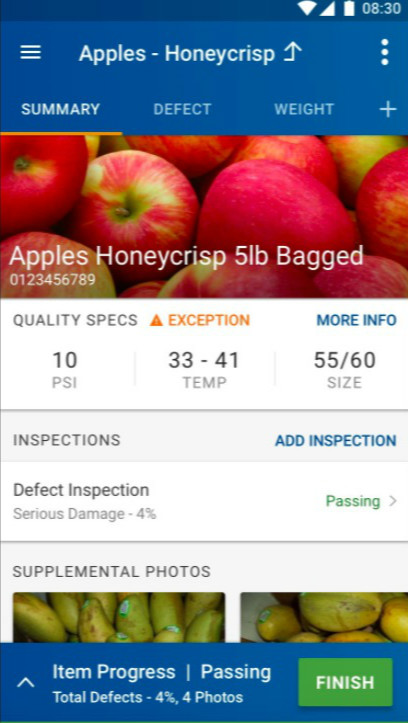 08:30
Apples - Honeycrisp
SUMMARY DEFECT WEIGHT +
Apples Honeycrisp 5lb Bagged
0123456789
QUALITY SPECS EXCEPTION MORE INFO
10 33 - 41 55/60
PSI TEMP SIZE
INSPECTIONS ADD INSPECTION
Defect Inspection
Passing
Serious Damage - 4%
SUPPLEMENTAL PHOTOS
Item Progress | Passing
FINISH
Total Defects - 4%, 4 Photos